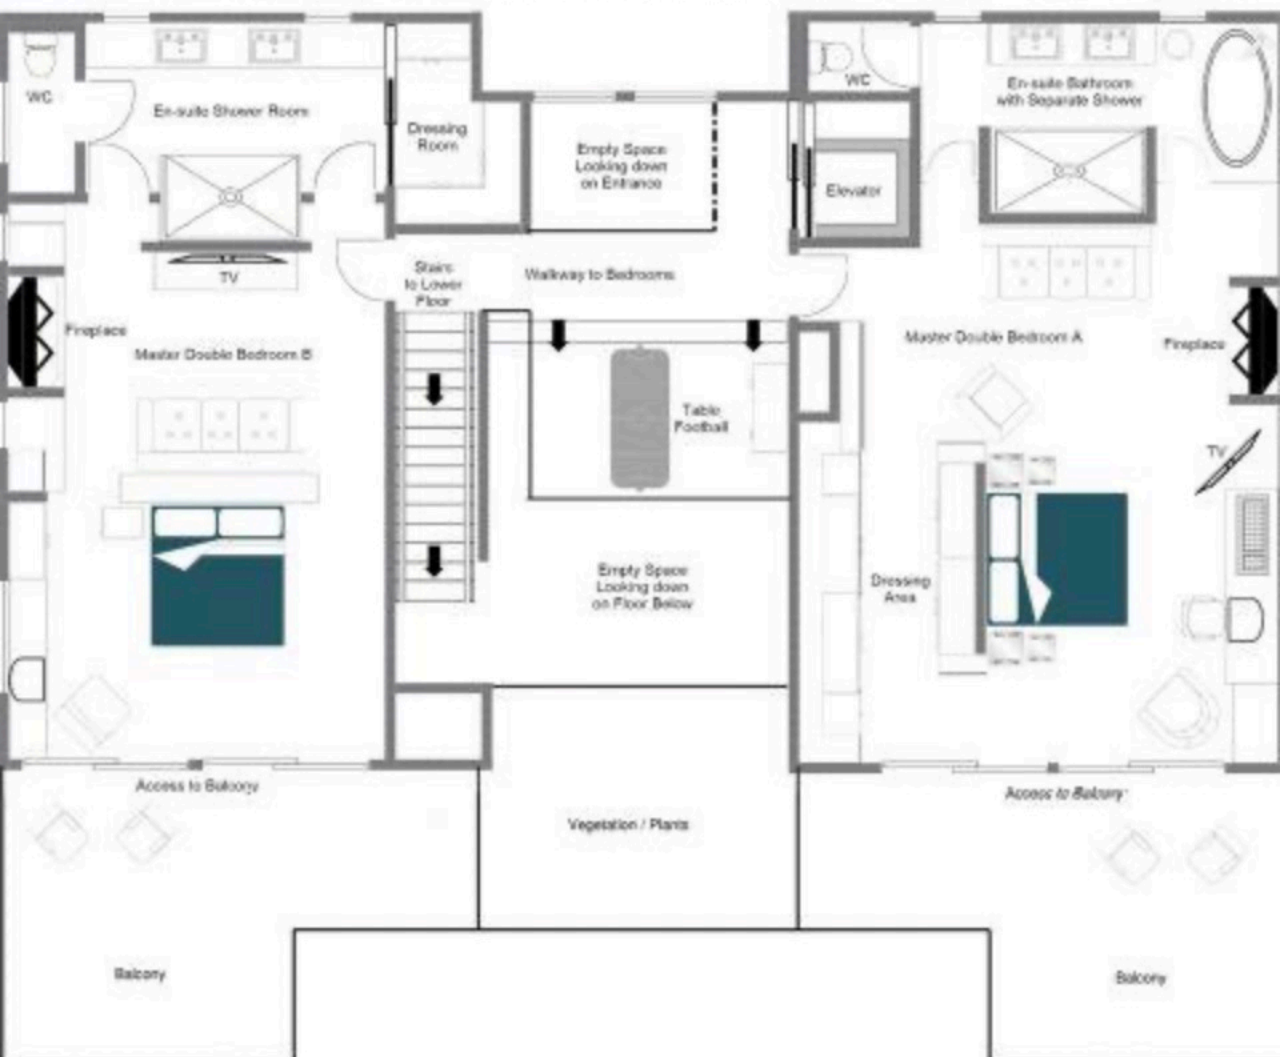 WC
En-suite Shower Room
Dressing
Room
Empty Space
Looking down
on Entrance
WC
En-suite Bathroom
with Separate Shower
Elevator
TV
Stairs
to Lower
Floor
Walkway to Bedrooms
Fireplace
Master Double Bedroom B
Master Double Bedroom A
Fireplace
Table
Football
TV
Empty Space
Looking down
on Floor Below
Dressing
Area
Access to Balcony
Access to Balcony
Vegetation / Plants
Balcony
Balcony